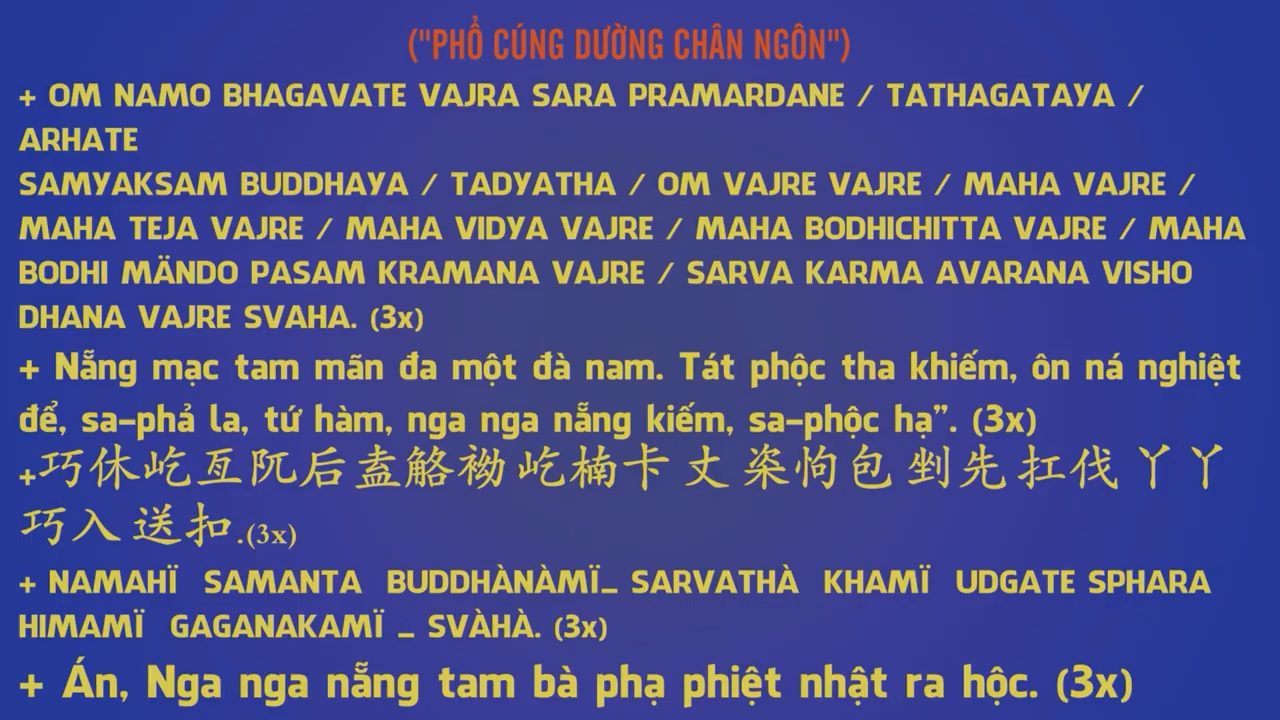 ("PHỔ CÚNG DƯỜNG CHÂN NGÔN")
+ OM NAMO BHAGAVATE VAJRA SARA PRAMARDANE / TATHAGATAYA /
ARHATE
SAMYAKSAM BUDDHAYA / TADYATHA / OM VAJRE VAJRE / MAHA VAJRE /
MAHA TEJA VAJRE / MAHA VIDYA VAJRE / MAHA BODHICHITTA VAJRE / MAHA
BODHI MÄNDO PASAM KRAMANA VAJRE / SARVA KARMA AVARANA VISHO
DHANA VAJRE SVAHA. (3x)
+ Nẵng mạc tam mãn đa một đà nam. Tát phộc tha khiếm, ôn ná nghiệt
để, sa-phả la, tứ hàm, nga nga nẵng kiếm, sa-phộc hạ”. (3x)
+巧休屹亙阢后盍觡袎屹楠卡丈 栥怐包 剉先 扛伐 丫丫
巧入 送扣.(3x)
+ NAMAHÏ SAMANTA BUDDHÀNÀMÏ_ SARVATHÀ KHAMÏ UDGATE SPHARA
HIMAMÏ GAGANAKAMÏ _ SVÀHÀ. (3x)
+ Án, Nga nga nẵng tam bà phạ phiệt nhật ra hộc. (3x)